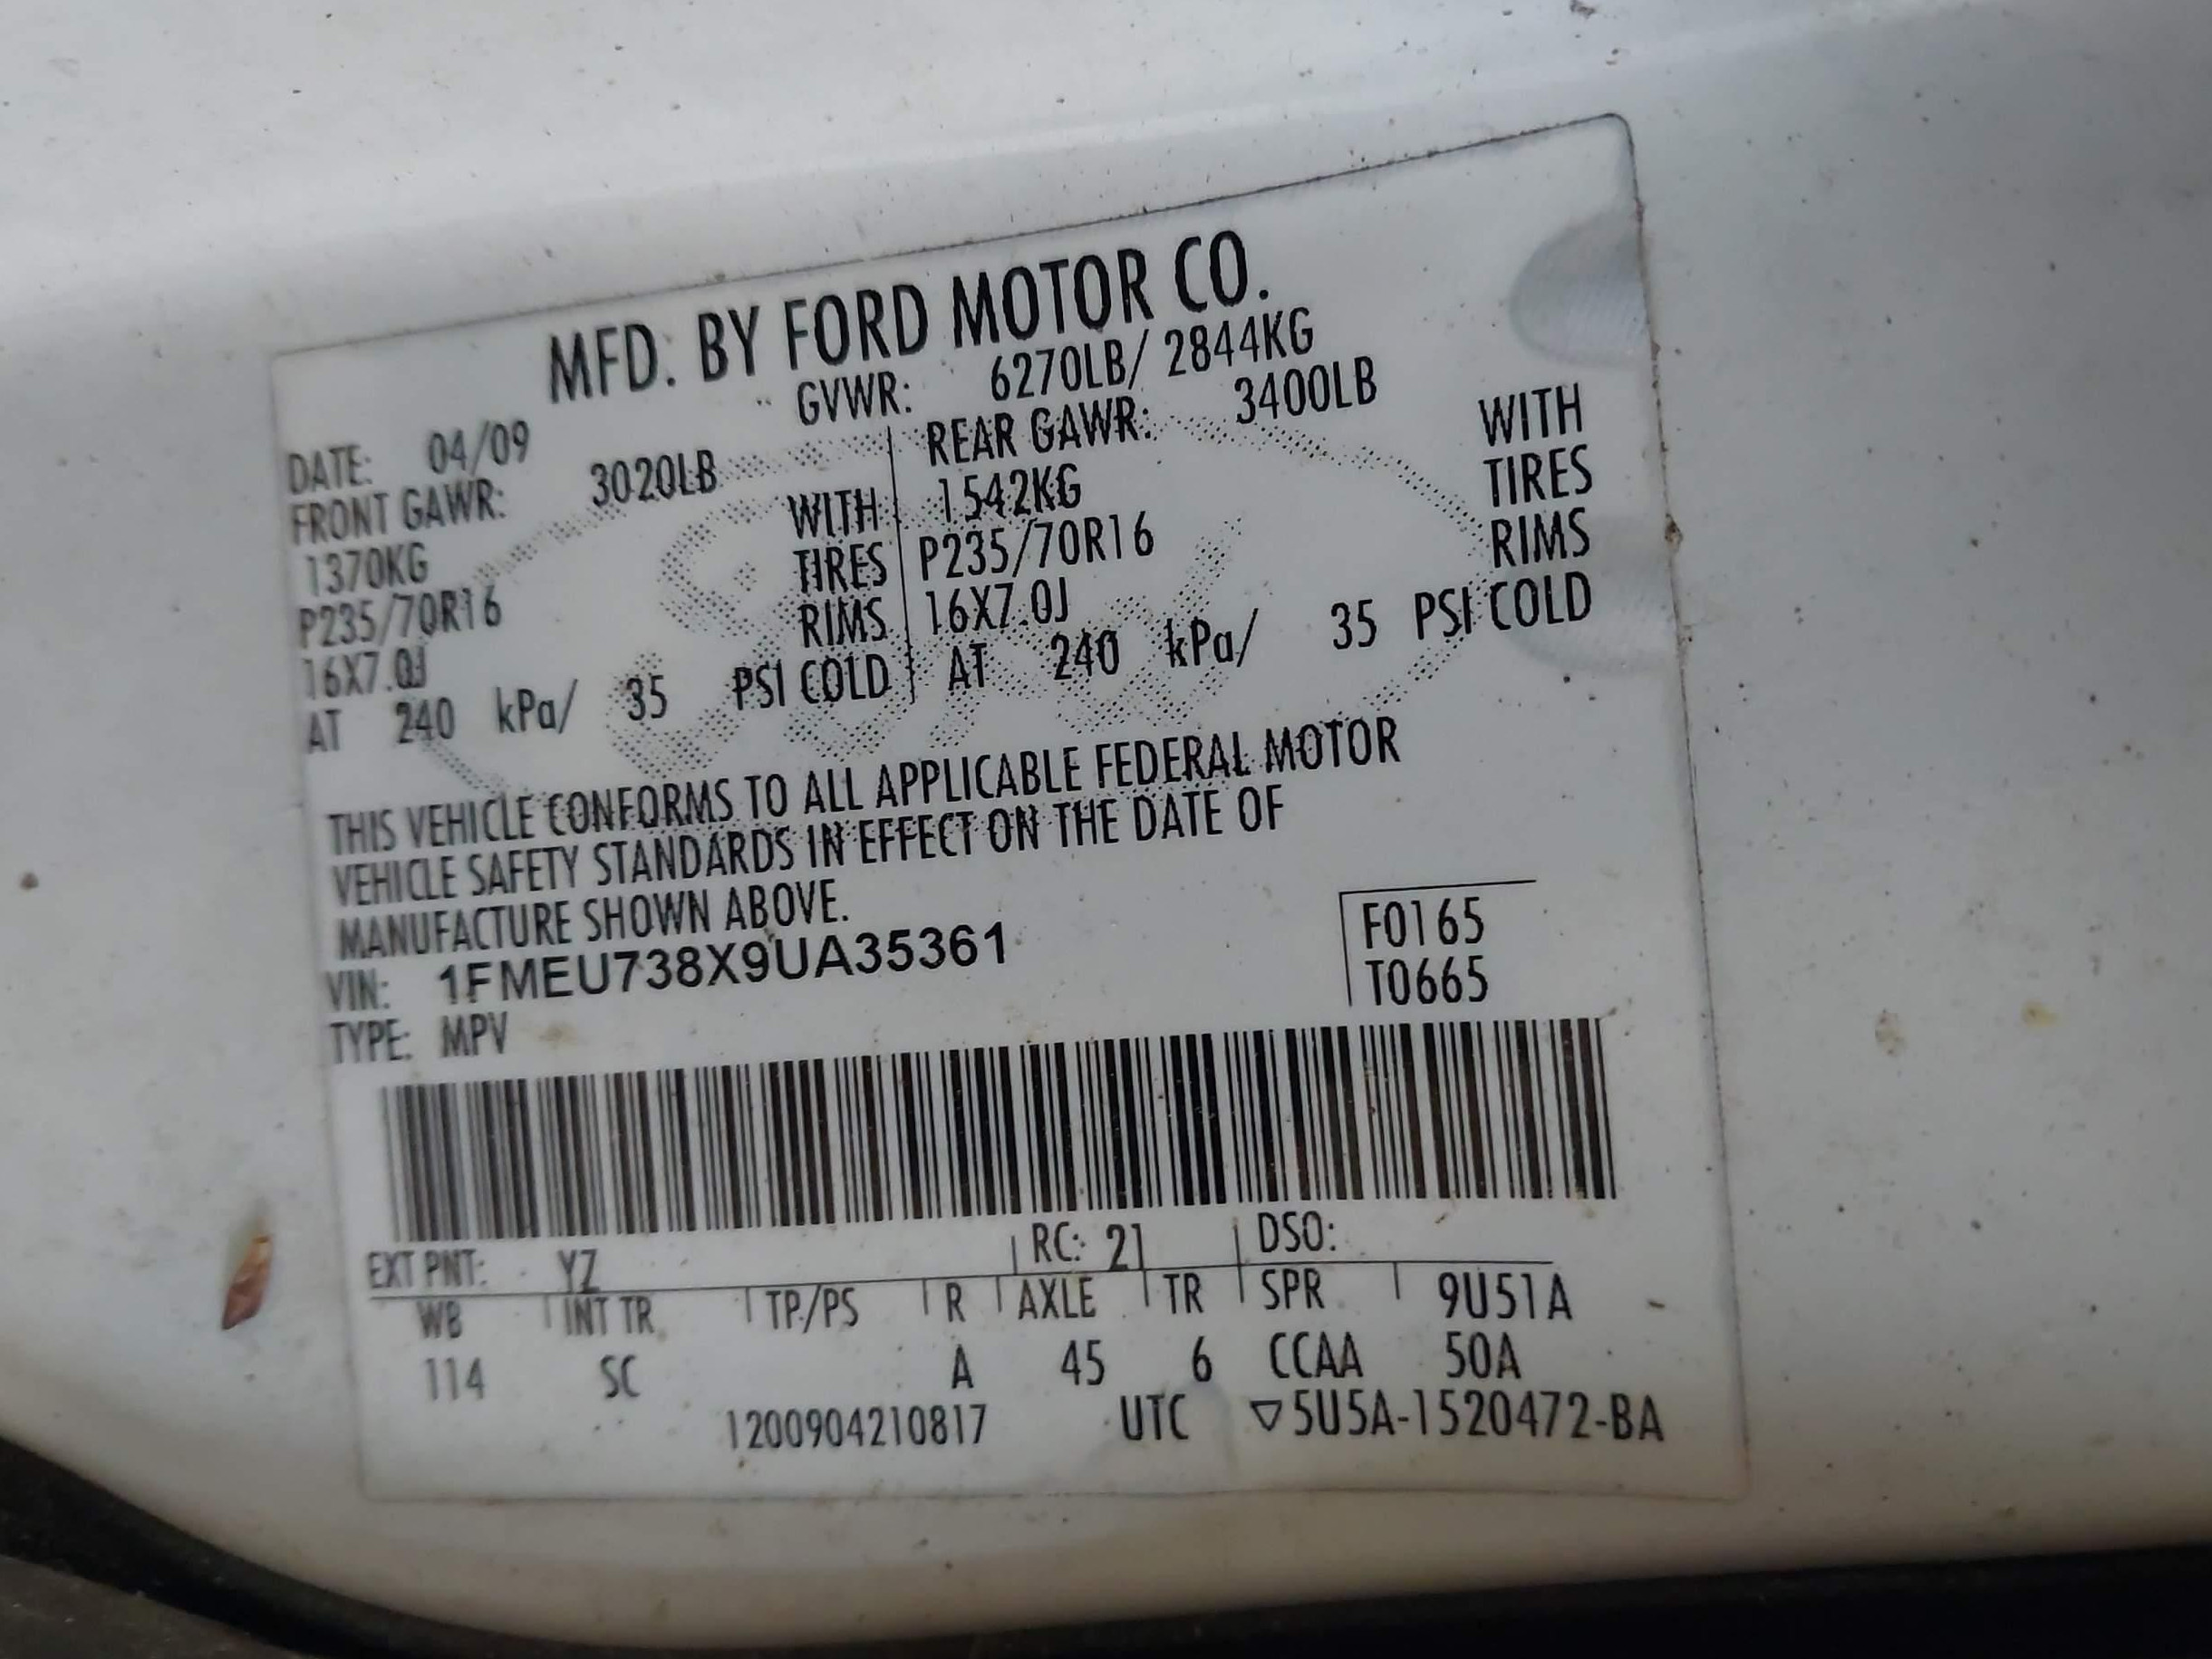 MFD. BY FORD MOTOR CO.
DATE: 04/09 GVWR: 6270LB/ 2844KG
FRONT GAWR: 3020LB REAR GAWR: 3400LB
1370KG WITH 1542KG WITH
P235/70R16 TIRES P235/70R16 TIRES
16X7.0J RIMS 16X7.0J RIMS
AT 240 kPa/ 35 PSI COLD AT 240 kPa/ 35 PSI COLD
THIS VEHICLE CONFORMS TO ALL APPLICABLE FEDERAL MOTOR
VEHICLE SAFETY STANDARDS IN EFFECT ON THE DATE OF
MANUFACTURE SHOWN ABOVE.
VIN: 1FMEU738X9UA35361 F0165
TYPE: MPV T0665
EXT PNT: YZ RC: 21 DSO:
WB INT TR TP/PS R AXLE TR SPR 9U51A
114 SC A 45 6 CCAA 50A
1200904210817 UTC ▽5U5A-1520472-BA